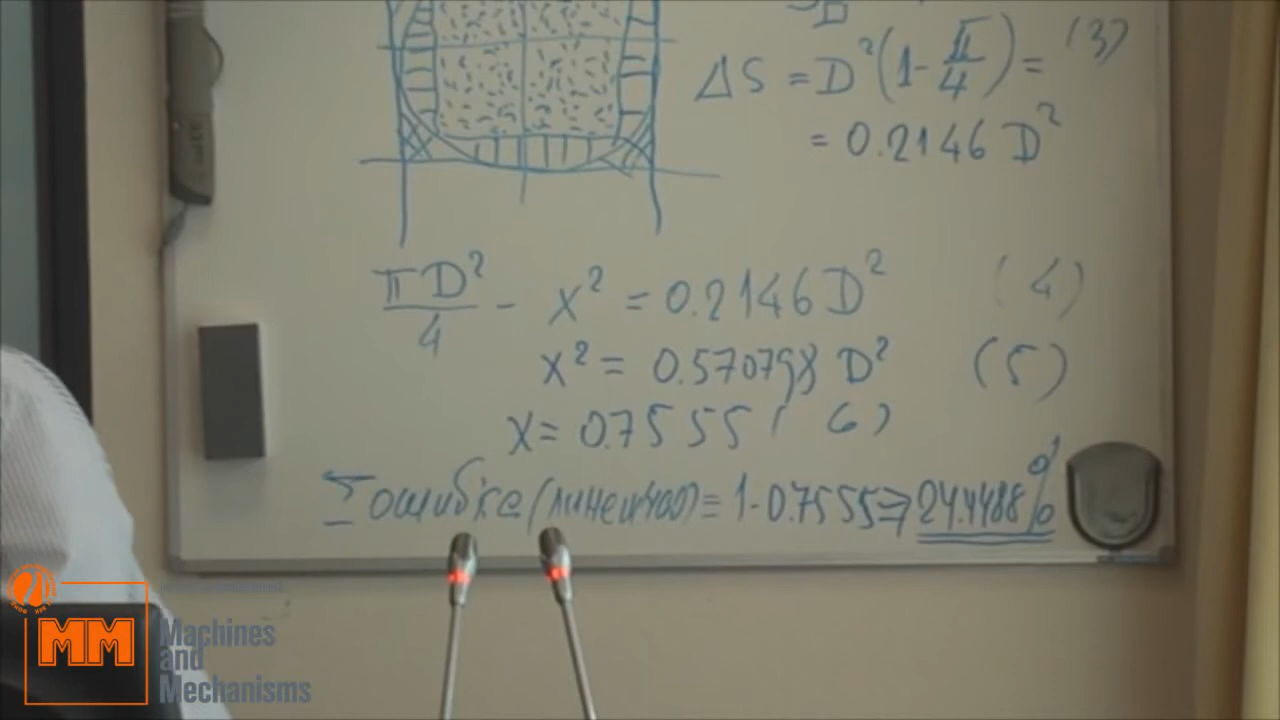 ΔS = D²(1-π/4) = (3)
= 0.2146 D²
πD²/4 - x² = 0.2146 D² (4)
x² = 0.570798 D² (5)
x = 0.7555 (6)
Σ ошибка (линейная) = 1-0.7555 ⇒ 24.4488%
MM
Machines
and
Mechanisms